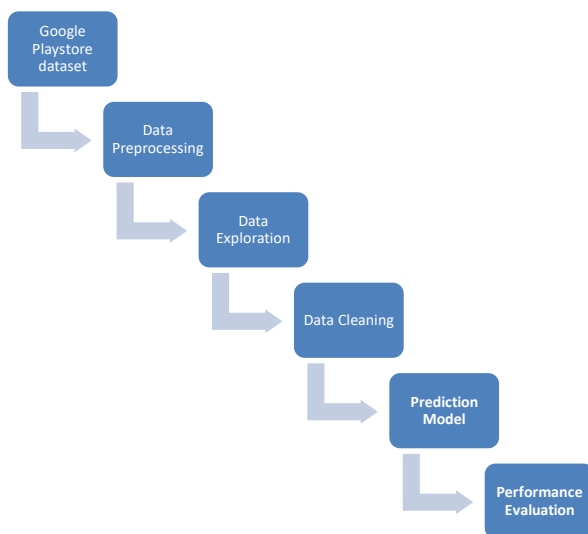 Google
Playstore
dataset
Data
Preprocessing
Data
Exploration
Data Cleaning
Prediction
Model
Performance
Evaluation